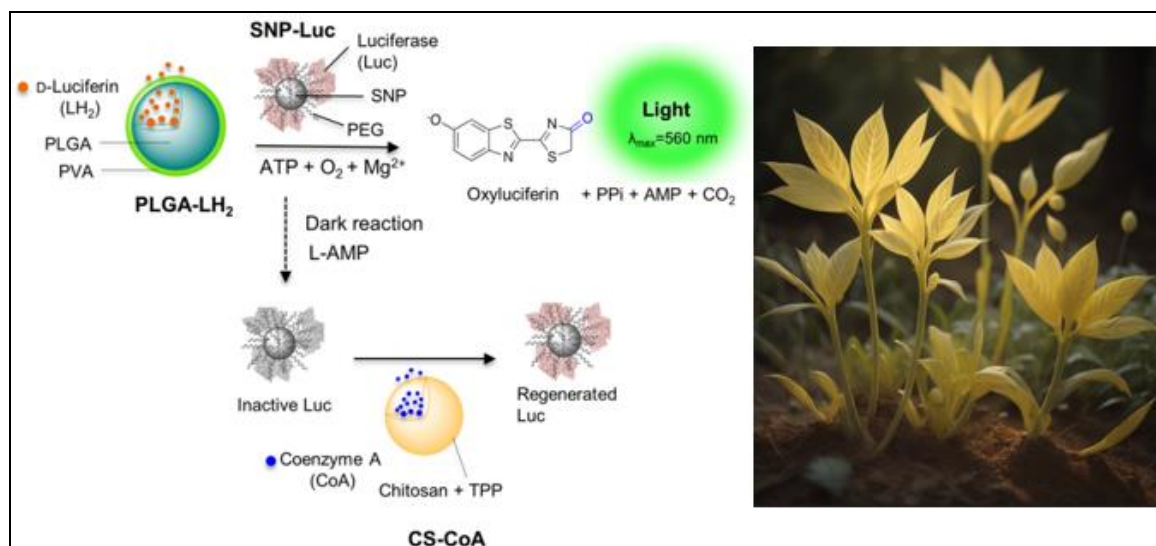 SNP-Luc
Luciferase
(Luc)
SNP
PEG
D-Luciferin
(LH₂)
PLGA
PVA
PLGA-LH₂
ATP + O₂ + Mg²⁺
⁻O
S
N
N
S
O
Oxyluciferin + PPi + AMP + CO₂
Light
λmax=560 nm
Dark reaction
L-AMP
Inactive Luc
Regenerated
Luc
Coenzyme A
(CoA)
Chitosan + TPP
CS-CoA